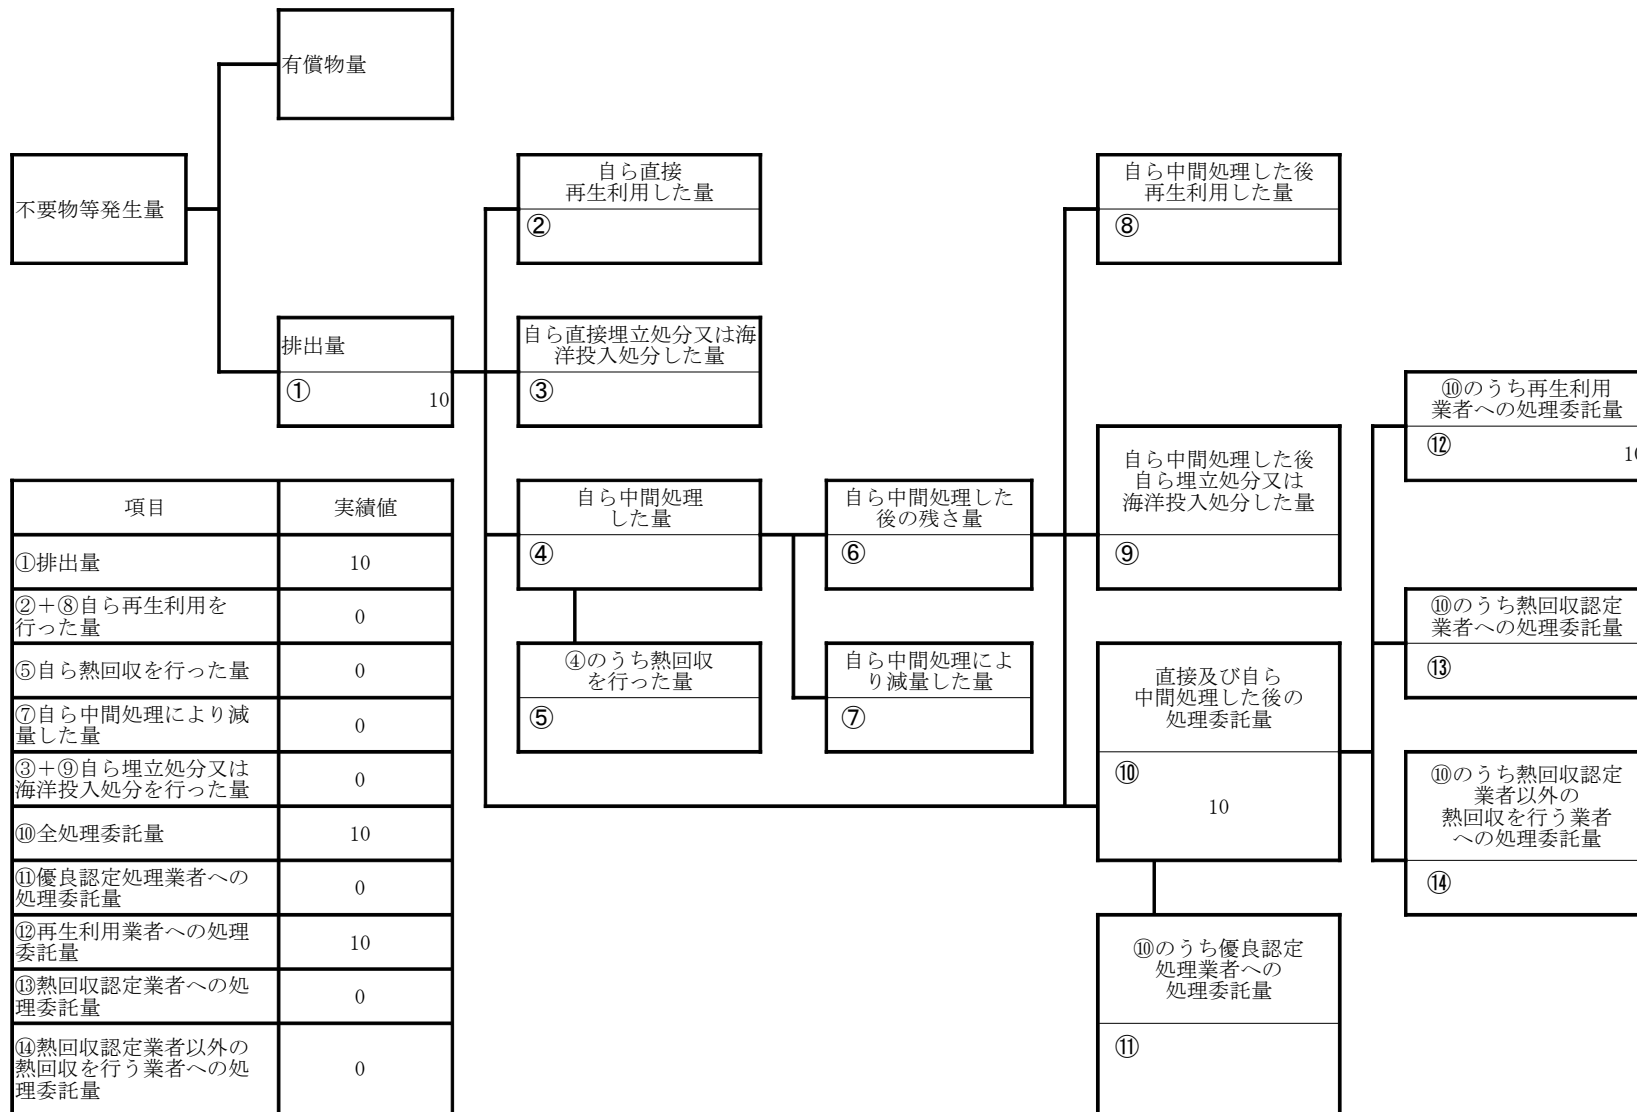 有償物量
不要物等発生量
自ら直接
再生利用した量
②
自ら中間処理した後
再生利用した量
⑧
排出量
①
10
自ら直接埋立処分又は海
洋投入処分した量
③
⑩のうち再生利用
業者への処理委託量
⑫
自ら中間処理した後
自ら埋立処分又は
海洋投入処分した量
⑨
自ら中間処理
した量
④
自ら中間処理した
後の残さ量
⑥
④のうち熱回収
を行った量
⑤
自ら中間処理によ
り減量した量
⑦
直接及び自ら
中間処理した後の
処理委託量
⑩
10
⑩のうち熱回収認定
業者への処理委託量
⑬
⑩のうち熱回収認定
業者以外の
熱回収を行う業者
への処理委託量
⑭
⑩のうち優良認定
処理業者への
処理委託量
⑪
項目 実績値
①排出量 10
②＋⑧自ら再生利用を
行った量 0
⑤自ら熱回収を行った量 0
⑦自ら中間処理により減
量した量 0
③＋⑨自ら埋立処分又は
海洋投入処分を行った量 0
⑩全処理委託量 10
⑪優良認定処理業者への
処理委託量 0
⑫再生利用業者への処理
委託量 10
⑬熱回収認定業者への処
理委託量 0
⑭熱回収認定業者以外の
熱回収を行う業者への処
理委託量 0